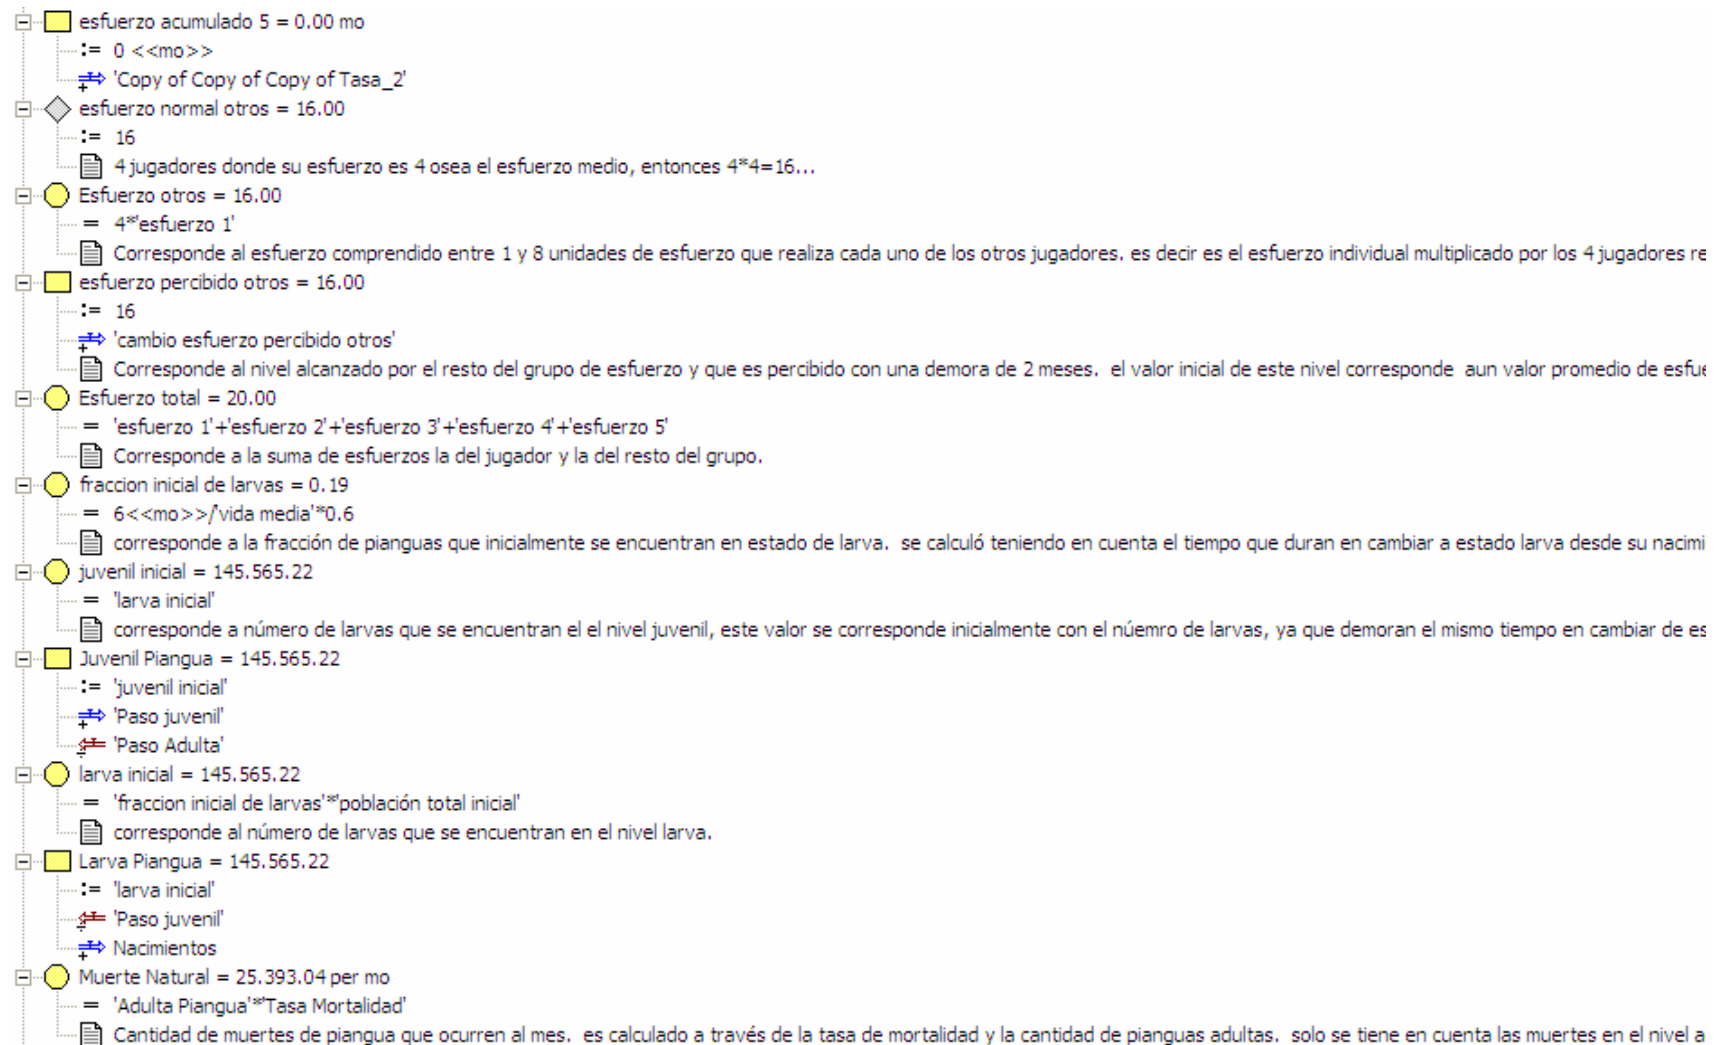 esfuerzo acumulado 5 = 0.00 mo
:= 0 <<mo>>
'Copy of Copy of Copy of Tasa_2'
esfuerzo normal otros = 16.00
:= 16
4 jugadores donde su esfuerzo es 4 osea el esfuerzo medio, entonces 4*4=16...
Esfuerzo otros = 16.00
= 4*'esfuerzo 1'
Corresponde al esfuerzo comprendido entre 1 y 8 unidades de esfuerzo que realiza cada uno de los otros jugadores. es decir es el esfuerzo individual multiplicado por los 4 jugadores re
esfuerzo percibido otros = 16.00
:= 16
'cambio esfuerzo percibido otros'
Corresponde al nivel alcanzado por el resto del grupo de esfuerzo y que es percibido con una demora de 2 meses. el valor inicial de este nivel corresponde aun valor promedio de esfue
Esfuerzo total = 20.00
= 'esfuerzo 1'+'esfuerzo 2'+'esfuerzo 3'+'esfuerzo 4'+'esfuerzo 5'
Corresponde a la suma de esfuerzos la del jugador y la del resto del grupo.
fraccion inicial de larvas = 0.19
= 6<<mo>>/'vida media'*0.6
corresponde a la fracción de pianguas que inicialmente se encuentran en estado de larva. se calculó teniendo en cuenta el tiempo que duran en cambiar a estado larva desde su nacimi
juvenil inicial = 145.565.22
= 'larva inicial'
corresponde a número de larvas que se encuentran el el nivel juvenil, este valor se corresponde inicialmente con el núemro de larvas, ya que demoran el mismo tiempo en cambiar de es
Juvenil Piangua = 145.565.22
:= 'juvenil inicial'
'Paso juvenil'
'Paso Adulta'
larva inicial = 145.565.22
= 'fraccion inicial de larvas'*'población total inicial'
corresponde al número de larvas que se encuentran en el nivel larva.
Larva Piangua = 145.565.22
:= 'larva inicial'
'Paso juvenil'
Nacimientos
Muerte Natural = 25.393.04 per mo
= 'Adulta Piangua'*'Tasa Mortalidad'
Cantidad de muertes de piangua que ocurren al mes. es calculado a través de la tasa de mortalidad y la cantidad de pianguas adultas. solo se tiene en cuenta las muertes en el nivel a